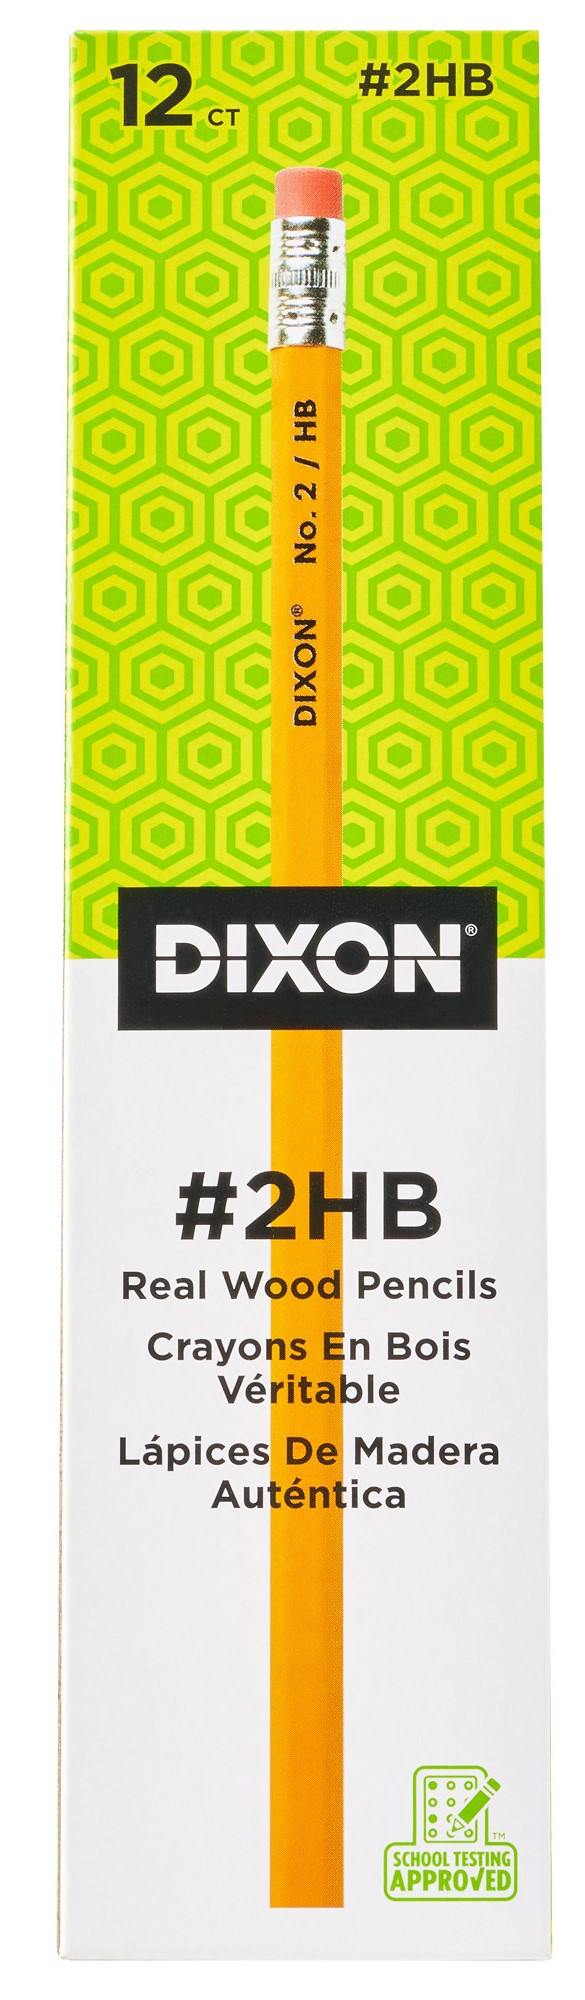 12 CT
#2HB
DIXON® No. 2 / HB
DIXON®
#2HB
Real Wood Pencils
Crayons En Bois
Véritable
Lápices De Madera
Auténtica
TM
SCHOOL TESTING
APPROVED